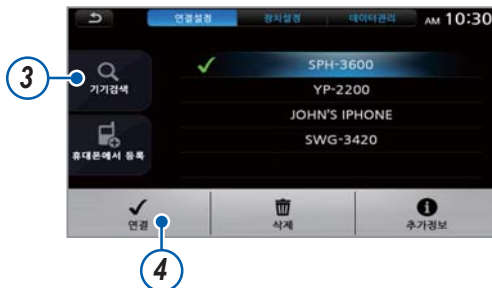 연결설정 장치설정 데이터관리 AM 10:30
3
기기검색
SPH-3600
YP-2200
JOHN'S IPHONE
휴대폰에서 등록
SWG-3420
연결 삭제 추가정보
4